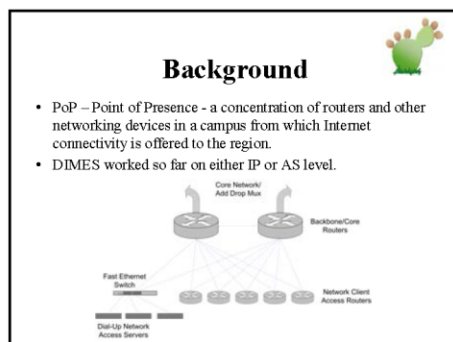 Background
• PoP – Point of Presence - a concentration of routers and other
networking devices in a campus from which Internet
connectivity is offered to the region.
• DIMES worked so far on either IP or AS level.
Core Network/
Add Drop Mux
Backbone/Core
Routers
Fast Ethernet
Switch
Network Client
Access Routers
Dial-Up Network
Access Servers